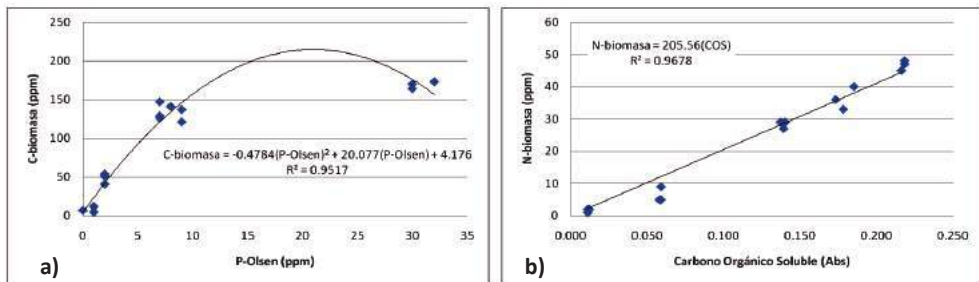 250
200
150
100
50
0
C-biomasa (ppm)
C-biomasa = -0.4784(P-Olsen)² + 20.077(P-Olsen) + 4.176
R² = 0.9517
0 5 10 15 20 25 30 35
P-Olsen (ppm)
a)
60
50
40
30
20
10
0
N-biomasa (ppm)
N-biomasa = 205.56(COS)
R² = 0.9678
0.000 0.050 0.100 0.150 0.200 0.250
Carbono Orgánico Soluble (Abs)
b)